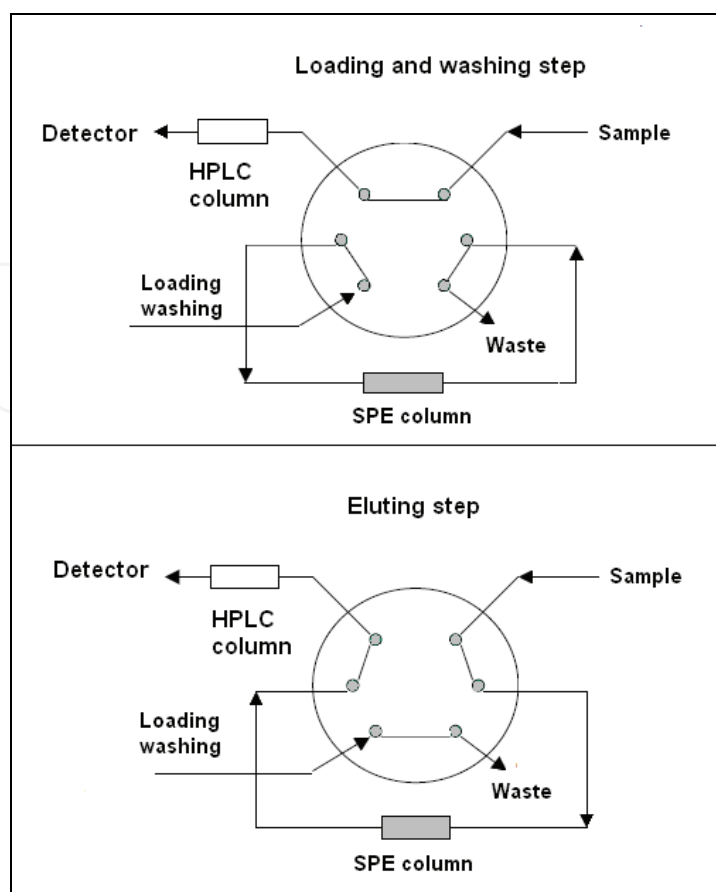 Loading and washing step
Detector
Sample
HPLC
column
Loading
washing
Waste
SPE column
Eluting step
Detector
Sample
HPLC
column
Loading
washing
Waste
SPE column